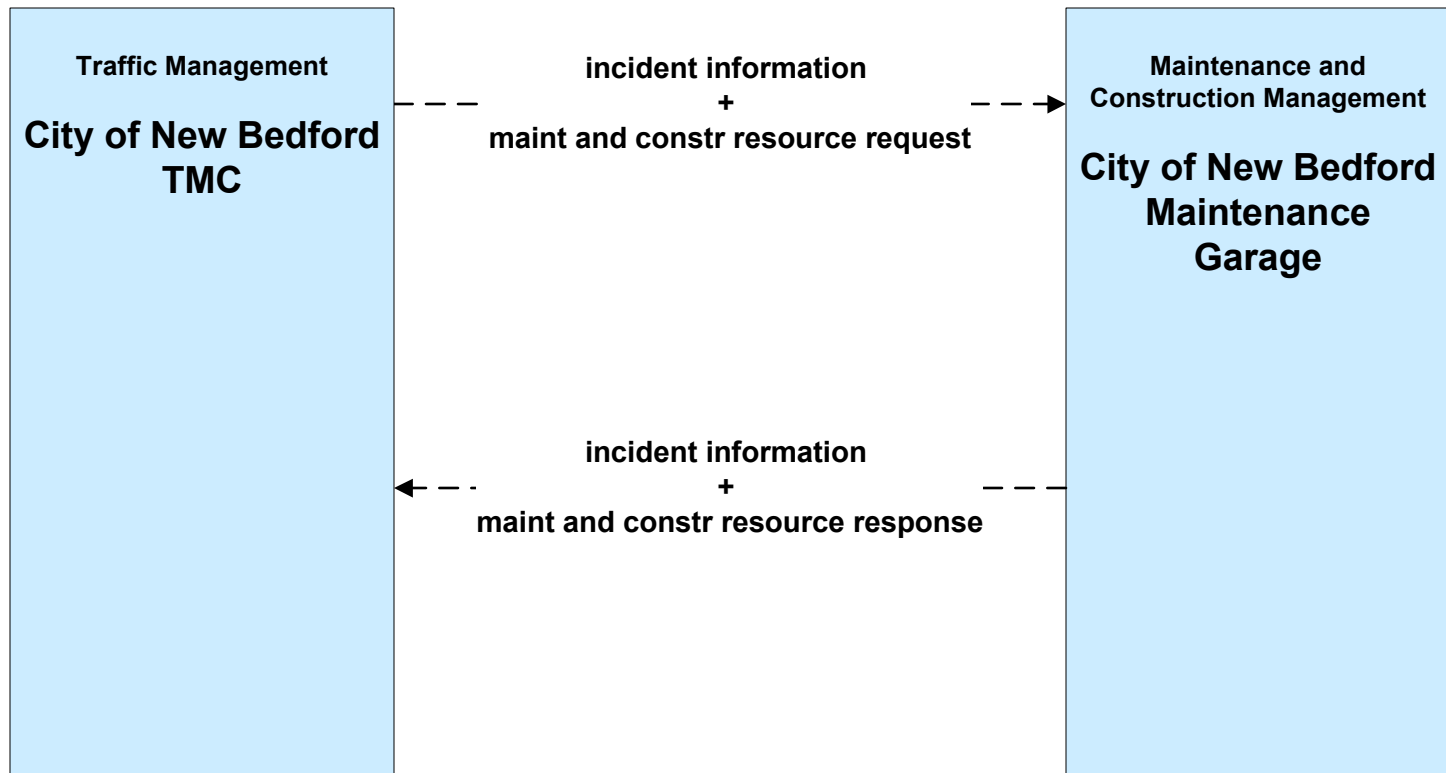 Traffic Management
City of New Bedford
TMC
incident information
+
maint and constr resource request
Maintenance and
Construction Management
City of New Bedford
Maintenance
Garage
incident information
+
maint and constr resource response